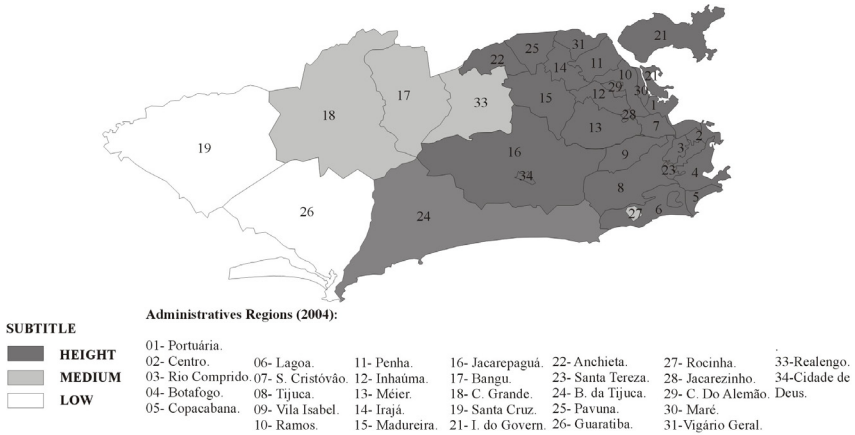 31
21
25
22
14
11
10
21
17
33
29
30
12
1
15
18
28
13
7
2
19
16
9
3
34
23
4
8
5
26
24
27
6
Administratives Regions (2004):
SUBTITLE
HEIGHT
MEDIUM
LOW
01- Portuária.
02- Centro.
03- Rio Comprido.
04- Botafogo.
05- Copacabana.
06- Lagoa.
07- S. Cristóvâo.
08- Tijuca.
09- Vila Isabel.
10- Ramos.
11- Penha.
12- Inhaúma.
13- Méier.
14- Irajá.
15- Madureira.
16- Jacarepaguá.
17- Bangu.
18- C. Grande.
19- Santa Cruz.
21- I. do Govern.
22- Anchieta.
23- Santa Tereza.
24- B. da Tijuca.
25- Pavuna.
26- Guaratiba.
27- Rocinha.
28- Jacarezinho.
29- C. Do Alemão.
30- Maré.
31-Vigário Geral.
33-Realengo.
34-Cidade de
Deus.